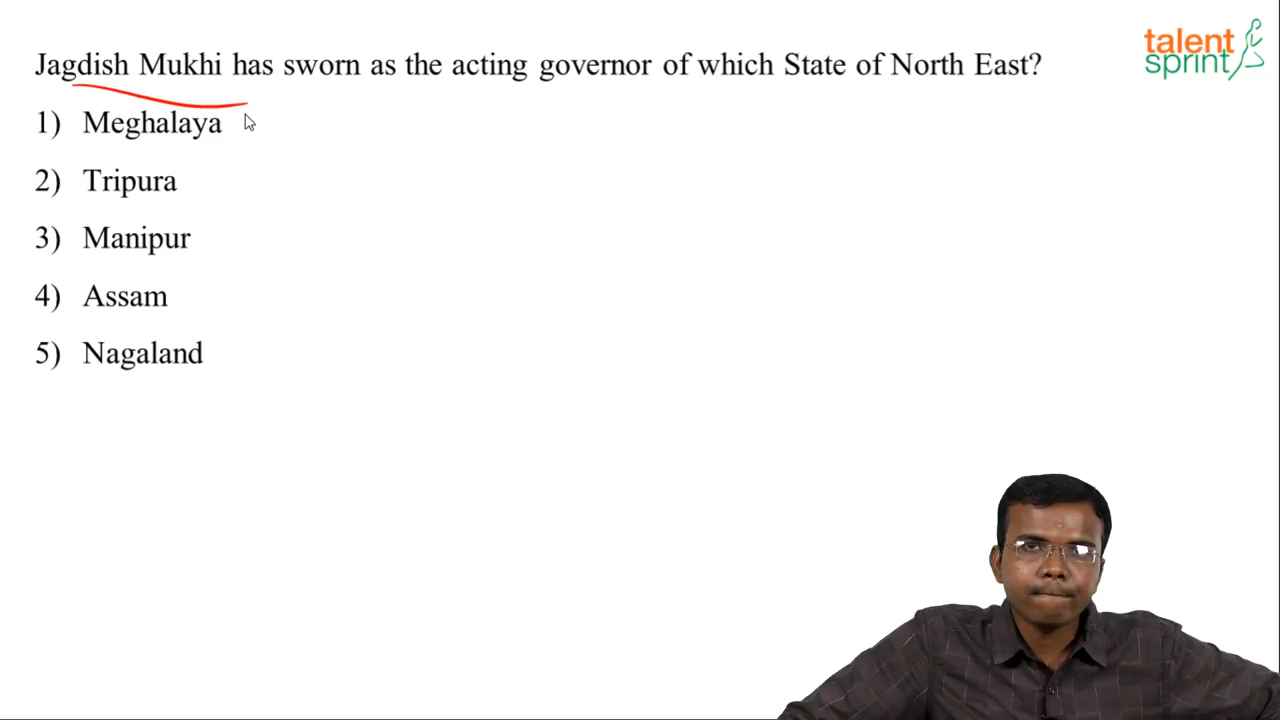 Jagdish Mukhi has sworn as the acting governor of which State of North East?
1) Meghalaya
2) Tripura
3) Manipur
4) Assam
5) Nagaland
talent
sprint